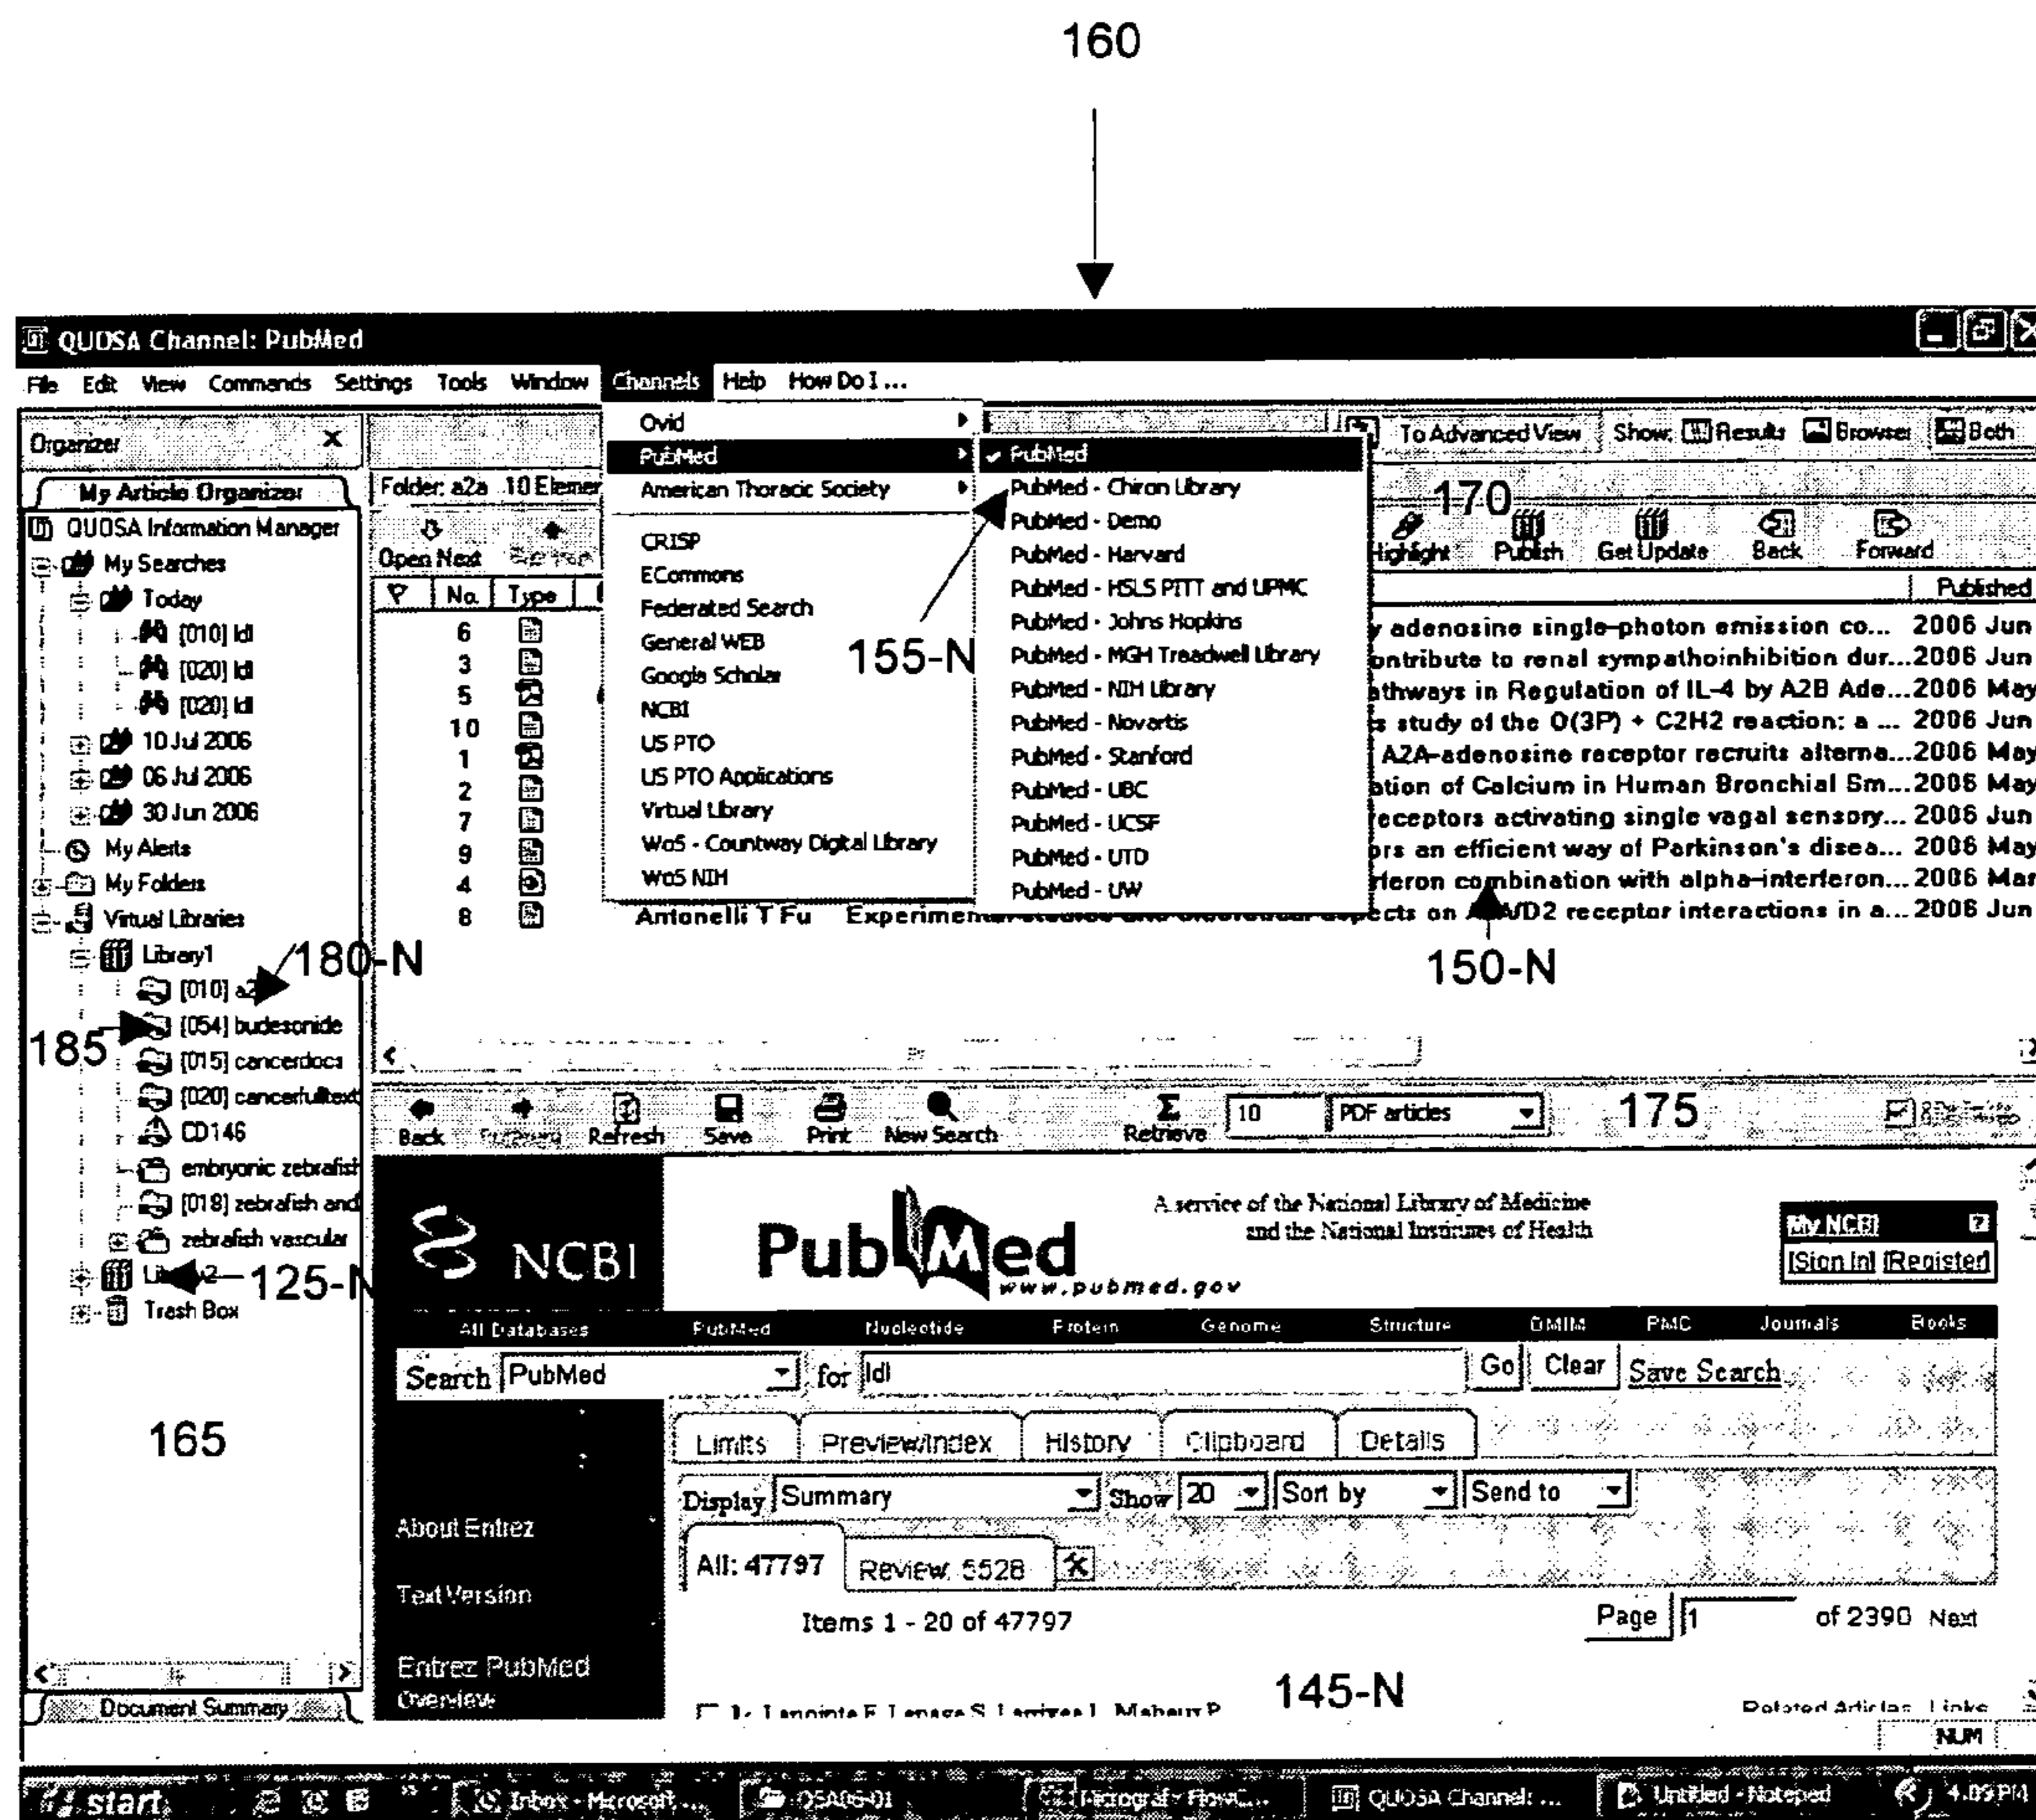 160
QUOSA Channel: PubMed
File Edit View Commands Settings Tools Window Channels Help How Do I ...
Organizer
To Advanced View Show: Results Browser Both
My Article Organizer
Folder: a2a 10 Elemen
QUOSA Information Manager
My Searches
Today
[010] ldl
[020] ldl
[020] ldl
10 Jul 2006
06 Jul 2006
30 Jun 2006
My Alerts
My Folders
Virtual Libraries
Library1
[010] a2
[054] budesonide
[015] cancerdocs
[020] cancerfulltext
CD146
embryonic zebrafish
[018] zebrafish and
zebrafish vascular
Trash Box
180-N
185
125-N
165
Document Summary
Ovid
PubMed
American Thoracic Society
CRISP
ECommons
Federated Search
General WEB
Google Scholar
NCBI
US PTO
US PTO Applications
Virtual Library
WoS - Countway Digital Library
WoS NIH
PubMed
PubMed - Chiron Library
PubMed - Demo
PubMed - Harvard
PubMed - HSLS PITT and UPMC
PubMed - Johns Hopkins
PubMed - MGH Treadwell Library
PubMed - NIH Library
PubMed - Novartis
PubMed - Stanford
PubMed - UBC
PubMed - UCSF
PubMed - UTD
PubMed - UW
155-N
170
Open Next
Highlight Publish Get Update Back Forward
No. Type Published
6 y adenosine single-photon emission co... 2006 Jun
3 ontribute to renal sympathoinhibition dur... 2006 Jun
5 athways in Regulation of IL-4 by A2B Ade... 2006 May
10 s study of the O(3P) + C2H2 reaction: a ... 2006 Jun
1 A2A-adenosine receptor recruits alterna... 2006 May
2 ation of Calcium in Human Bronchial Sm... 2006 May
7 eceptors activating single vagal sensory... 2006 Jun
9 ors an efficient way of Parkinson's disea... 2006 May
4 rferon combination with alpha-interferon... 2006 Mar
8 Antonelli T Fu receptor interactions in a... 2006 Jun
150-N
Back Refresh Save Print New Search Retrieve 10 PDF articles
175
NCBI
PubMed
www.pubmed.gov
A service of the National Library of Medicine
and the National Institutes of Health
My NCBI ?
[Sign In] [Register]
All Databases PubMed Nucleotide Protein Genome Structure OMIM PMC Journals Books
Search PubMed for ldl Go Clear Save Search
Limits Preview/Index History Clipboard Details
Display Summary Show 20 Sort by Send to
All: 47797 Review: 5528
Items 1 - 20 of 47797 Page 1 of 2390 Next
About Entrez
Text Version
Entrez PubMed
Overview
145-N
Related Articles, Links
NUM
start Inbox - Microsoft ... QSA06-01 QUOSA Channel: ... Untitled - Notepad 4:09 PM